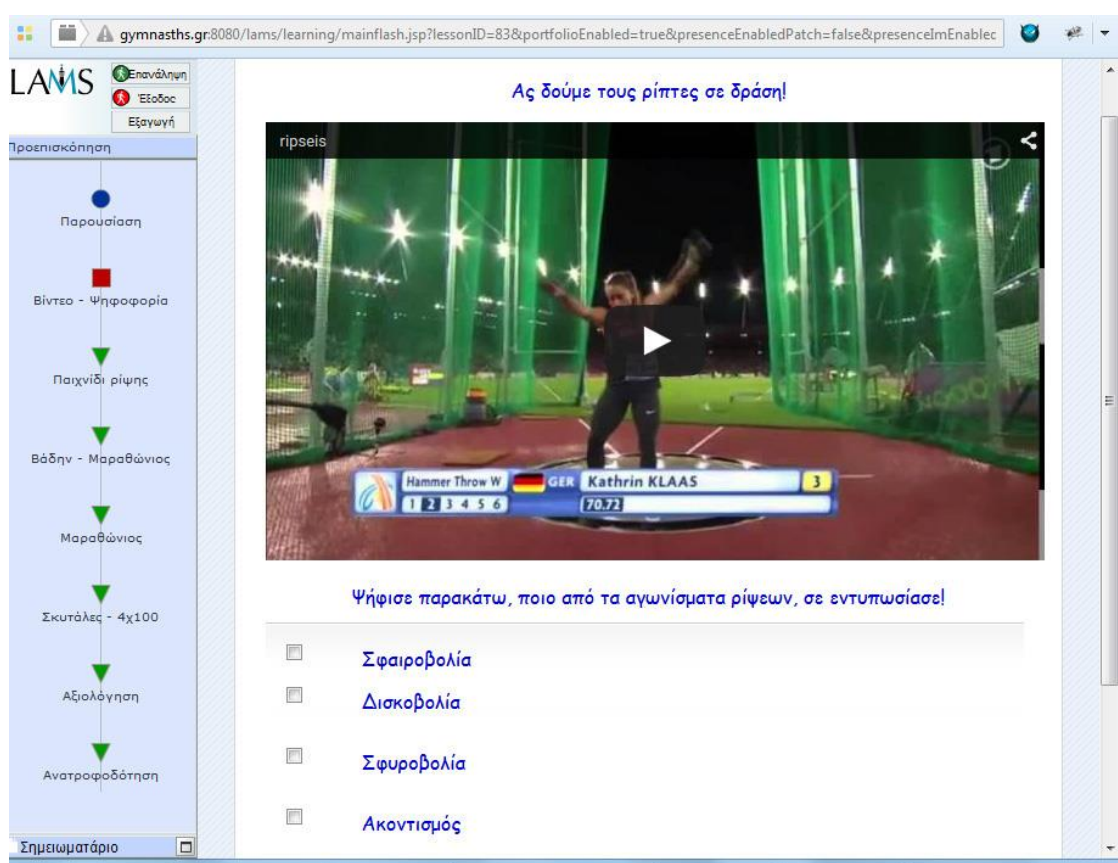 gymnasths.gr:8080/lams/learning/mainflash.jsp?lessonID=83&portfolioEnabled=true&presenceEnabledPatch=false&presenceImEnablec
LAMS
Επανάληψη
Έξοδος
Εξαγωγή
Προεπισκόπηση
Παρουσίαση
Βίντεο - Ψηφοφορία
Παιχνίδι ρίψης
Βάδην - Μαραθώνιος
Μαραθώνιος
Σκυτάλες - 4χ100
Αξιολόγηση
Ανατροφοδότηση
Σημειωματάριο
Ας δούμε τους ρίπτες σε δράση!
ripseis
Hammer Throw W GER Kathrin KLAAS 3
1 2 3 4 5 6 70.72
Ψήφισε παρακάτω, ποιο από τα αγωνίσματα ρίψεων, σε εντυπωσίασε!
Σφαιροβολία
Δισκοβολία
Σφυροβολία
Ακοντισμός